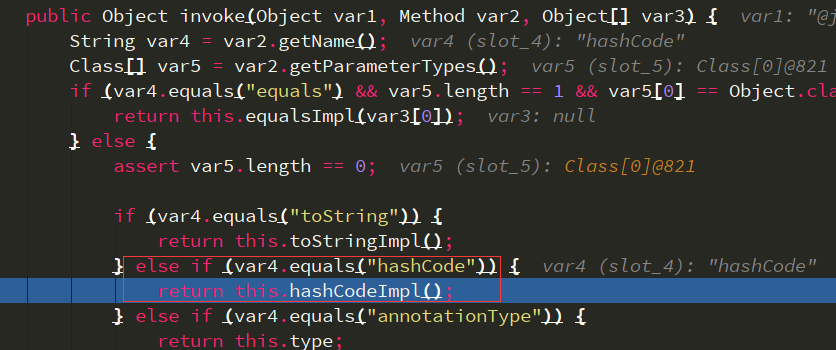 public Object invoke(Object var1, Method var2, Object[] var3) {  var1: "@j
String var4 = var2.getName();  var4 (slot_4): "hashCode"
Class[] var5 = var2.getParameterTypes();  var5 (slot_5): Class[0]@821
if (var4.equals("equals") && var5.length == 1 && var5[0] == Object.cla
return this.equalsImpl(var3[0]);  var3: null
} else {
assert var5.length == 0;  var5 (slot_5): Class[0]@821
if (var4.equals("toString")) {
return this.toStringImpl();
} else if (var4.equals("hashCode")) {  var4 (slot_4): "hashCode"
return this.hashCodeImpl();
} else if (var4.equals("annotationType")) {
return this.type;